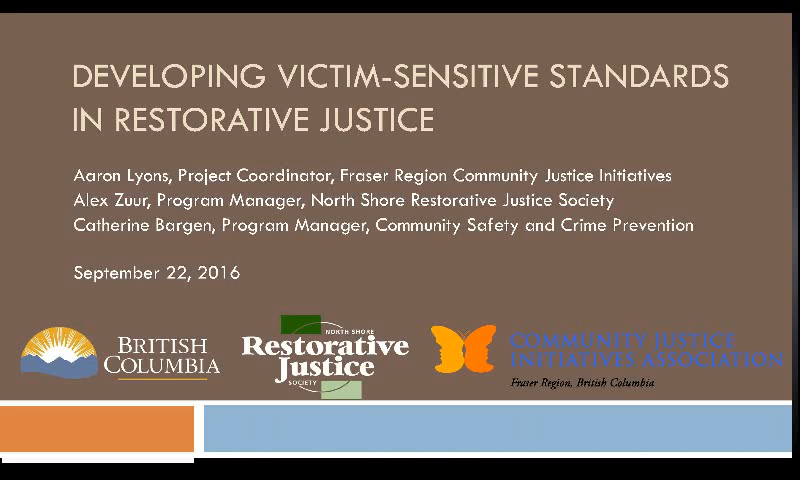 DEVELOPING VICTIM-SENSITIVE STANDARDS
IN RESTORATIVE JUSTICE
Aaron Lyons, Project Coordinator, Fraser Region Community Justice Initiatives
Alex Zuur, Program Manager, North Shore Restorative Justice Society
Catherine Bargen, Program Manager, Community Safety and Crime Prevention
September 22, 2016
BRITISH
COLUMBIA
NORTH SHORE
Restorative
Justice
SOCIETY
COMMUNITY JUSTICE
INITIATIVES ASSOCIATION
Fraser Region, British Columbia